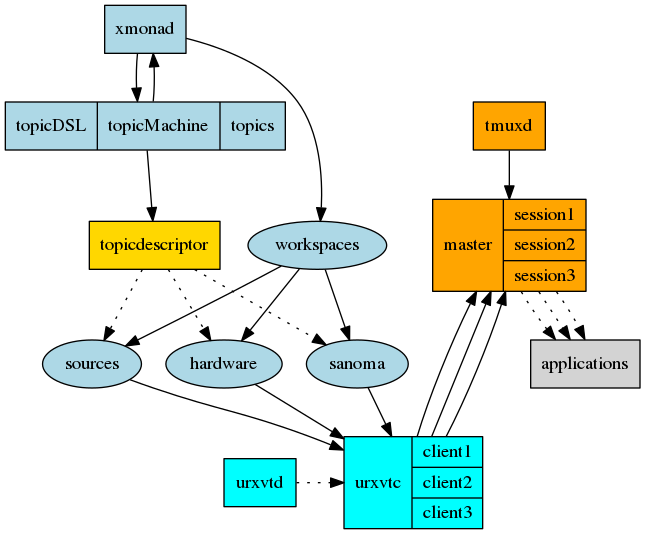 xmonad
topicDSL
topicMachine
topics
tmuxd
master
session1
session2
session3
topicdescriptor
workspaces
sources
hardware
sanoma
applications
urxvtd
urxvtc
client1
client2
client3